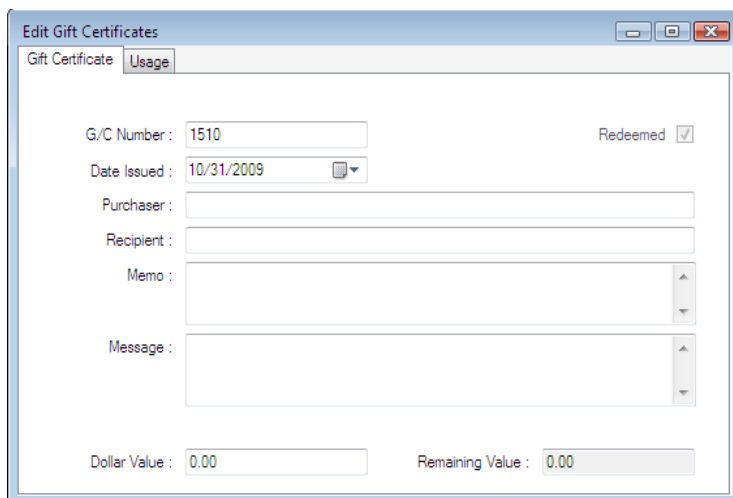 Edit Gift Certificates
Gift Certificate Usage
G/C Number : 1510 Redeemed
Date Issued : 10/31/2009
Purchaser :
Recipient :
Memo :
Message :
Dollar Value : 0.00 Remaining Value : 0.00